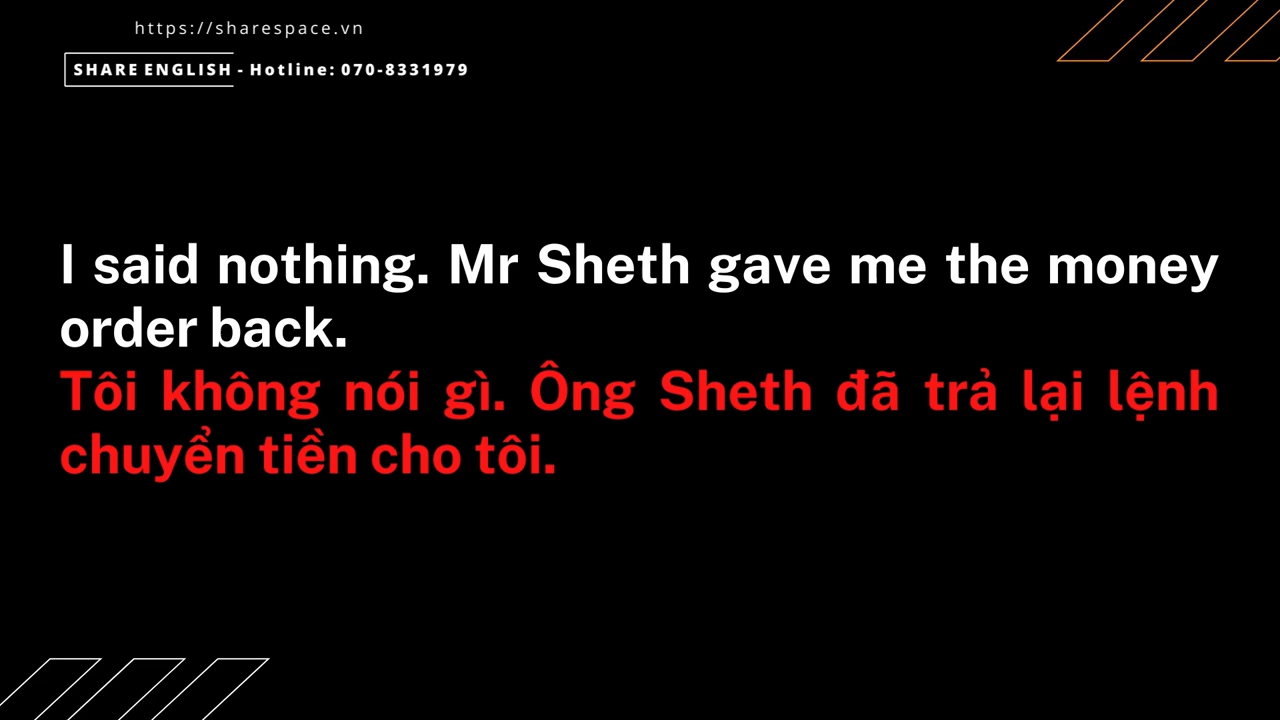 https://sharespace.vn
SHARE ENGLISH - Hotline: 070-8331979
I said nothing. Mr Sheth gave me the money
order back.
Tôi không nói gì. Ông Sheth đã trả lại lệnh
chuyển tiền cho tôi.